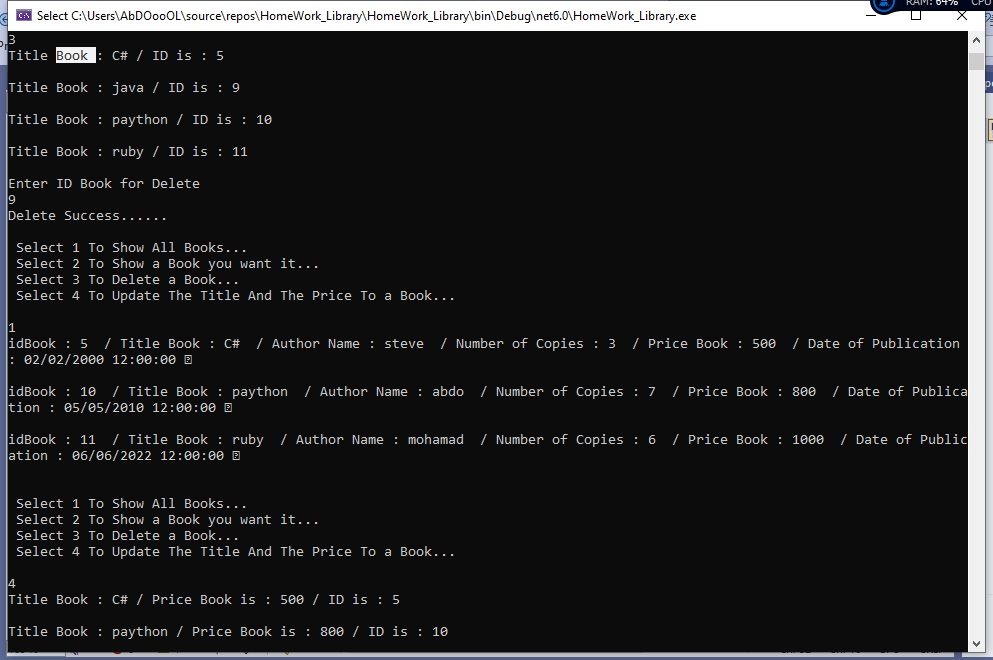 RAM: 64% CPU
Select C:\Users\AbDOooOL\source\repos\HomeWork_Library\HomeWork_Library\bin\Debug\net6.0\HomeWork_Library.exe
3
Title Book : C# / ID is : 5
Title Book : java / ID is : 9
Title Book : paython / ID is : 10
Title Book : ruby / ID is : 11
Enter ID Book for Delete
9
Delete Success......
Select 1 To Show All Books...
Select 2 To Show a Book you want it...
Select 3 To Delete a Book...
Select 4 To Update The Title And The Price To a Book...
1
idBook : 5  / Title Book : C#  / Author Name : steve  / Number of Copies : 3  / Price Book : 500  / Date of Publication
: 02/02/2000 12:00:00
idBook : 10  / Title Book : paython  / Author Name : abdo  / Number of Copies : 7  / Price Book : 800  / Date of Publica
tion : 05/05/2010 12:00:00
idBook : 11  / Title Book : ruby  / Author Name : mohamad  / Number of Copies : 6  / Price Book : 1000  / Date of Public
ation : 06/06/2022 12:00:00
Select 1 To Show All Books...
Select 2 To Show a Book you want it...
Select 3 To Delete a Book...
Select 4 To Update The Title And The Price To a Book...
4
Title Book : C# / Price Book is : 500 / ID is : 5
Title Book : paython / Price Book is : 800 / ID is : 10